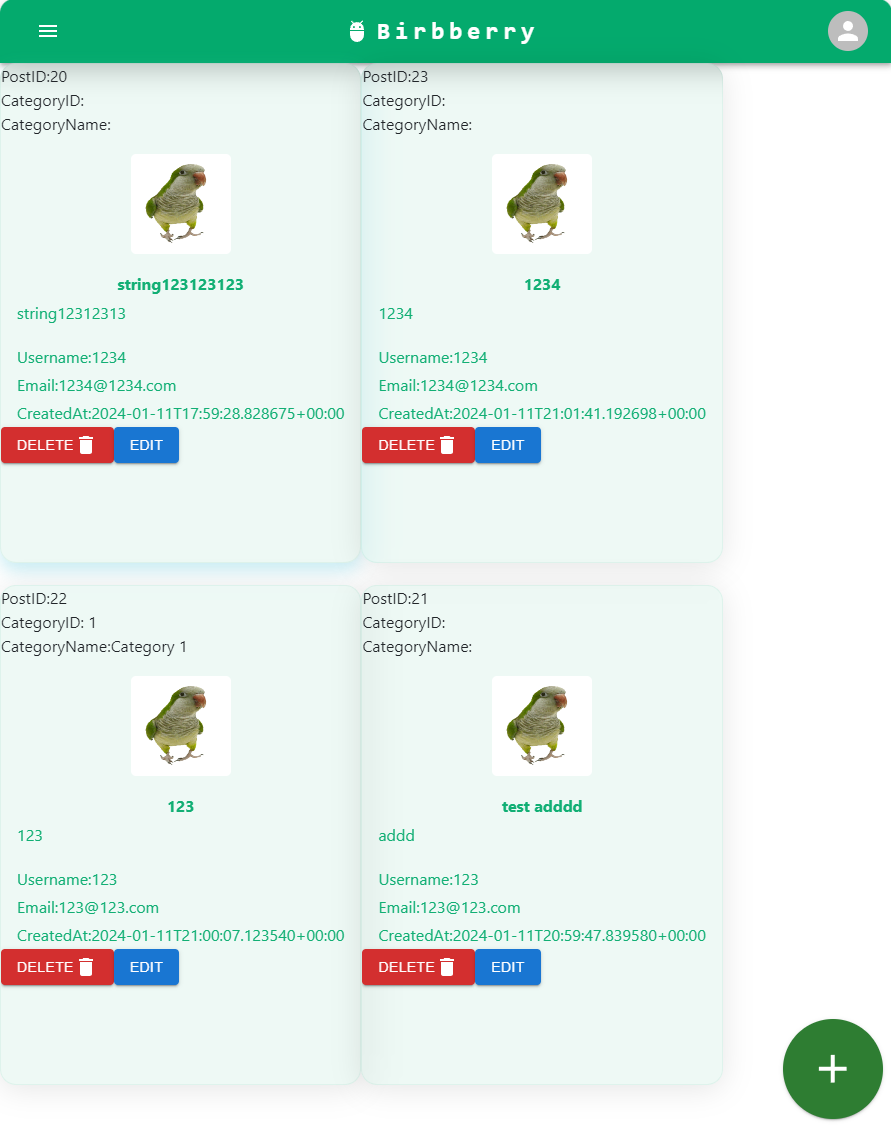 Birbberry
PostID:20
CategoryID:
CategoryName:
string123123123
string12312313
Username:1234
Email:1234@1234.com
CreatedAt:2024-01-11T17:59:28.828675+00:00
DELETE
EDIT
PostID:23
CategoryID:
CategoryName:
1234
1234
Username:1234
Email:1234@1234.com
CreatedAt:2024-01-11T21:01:41.192698+00:00
DELETE
EDIT
PostID:22
CategoryID: 1
CategoryName:Category 1
123
123
Username:123
Email:123@123.com
CreatedAt:2024-01-11T21:00:07.123540+00:00
DELETE
EDIT
PostID:21
CategoryID:
CategoryName:
test adddd
addd
Username:123
Email:123@123.com
CreatedAt:2024-01-11T20:59:47.839580+00:00
DELETE
EDIT